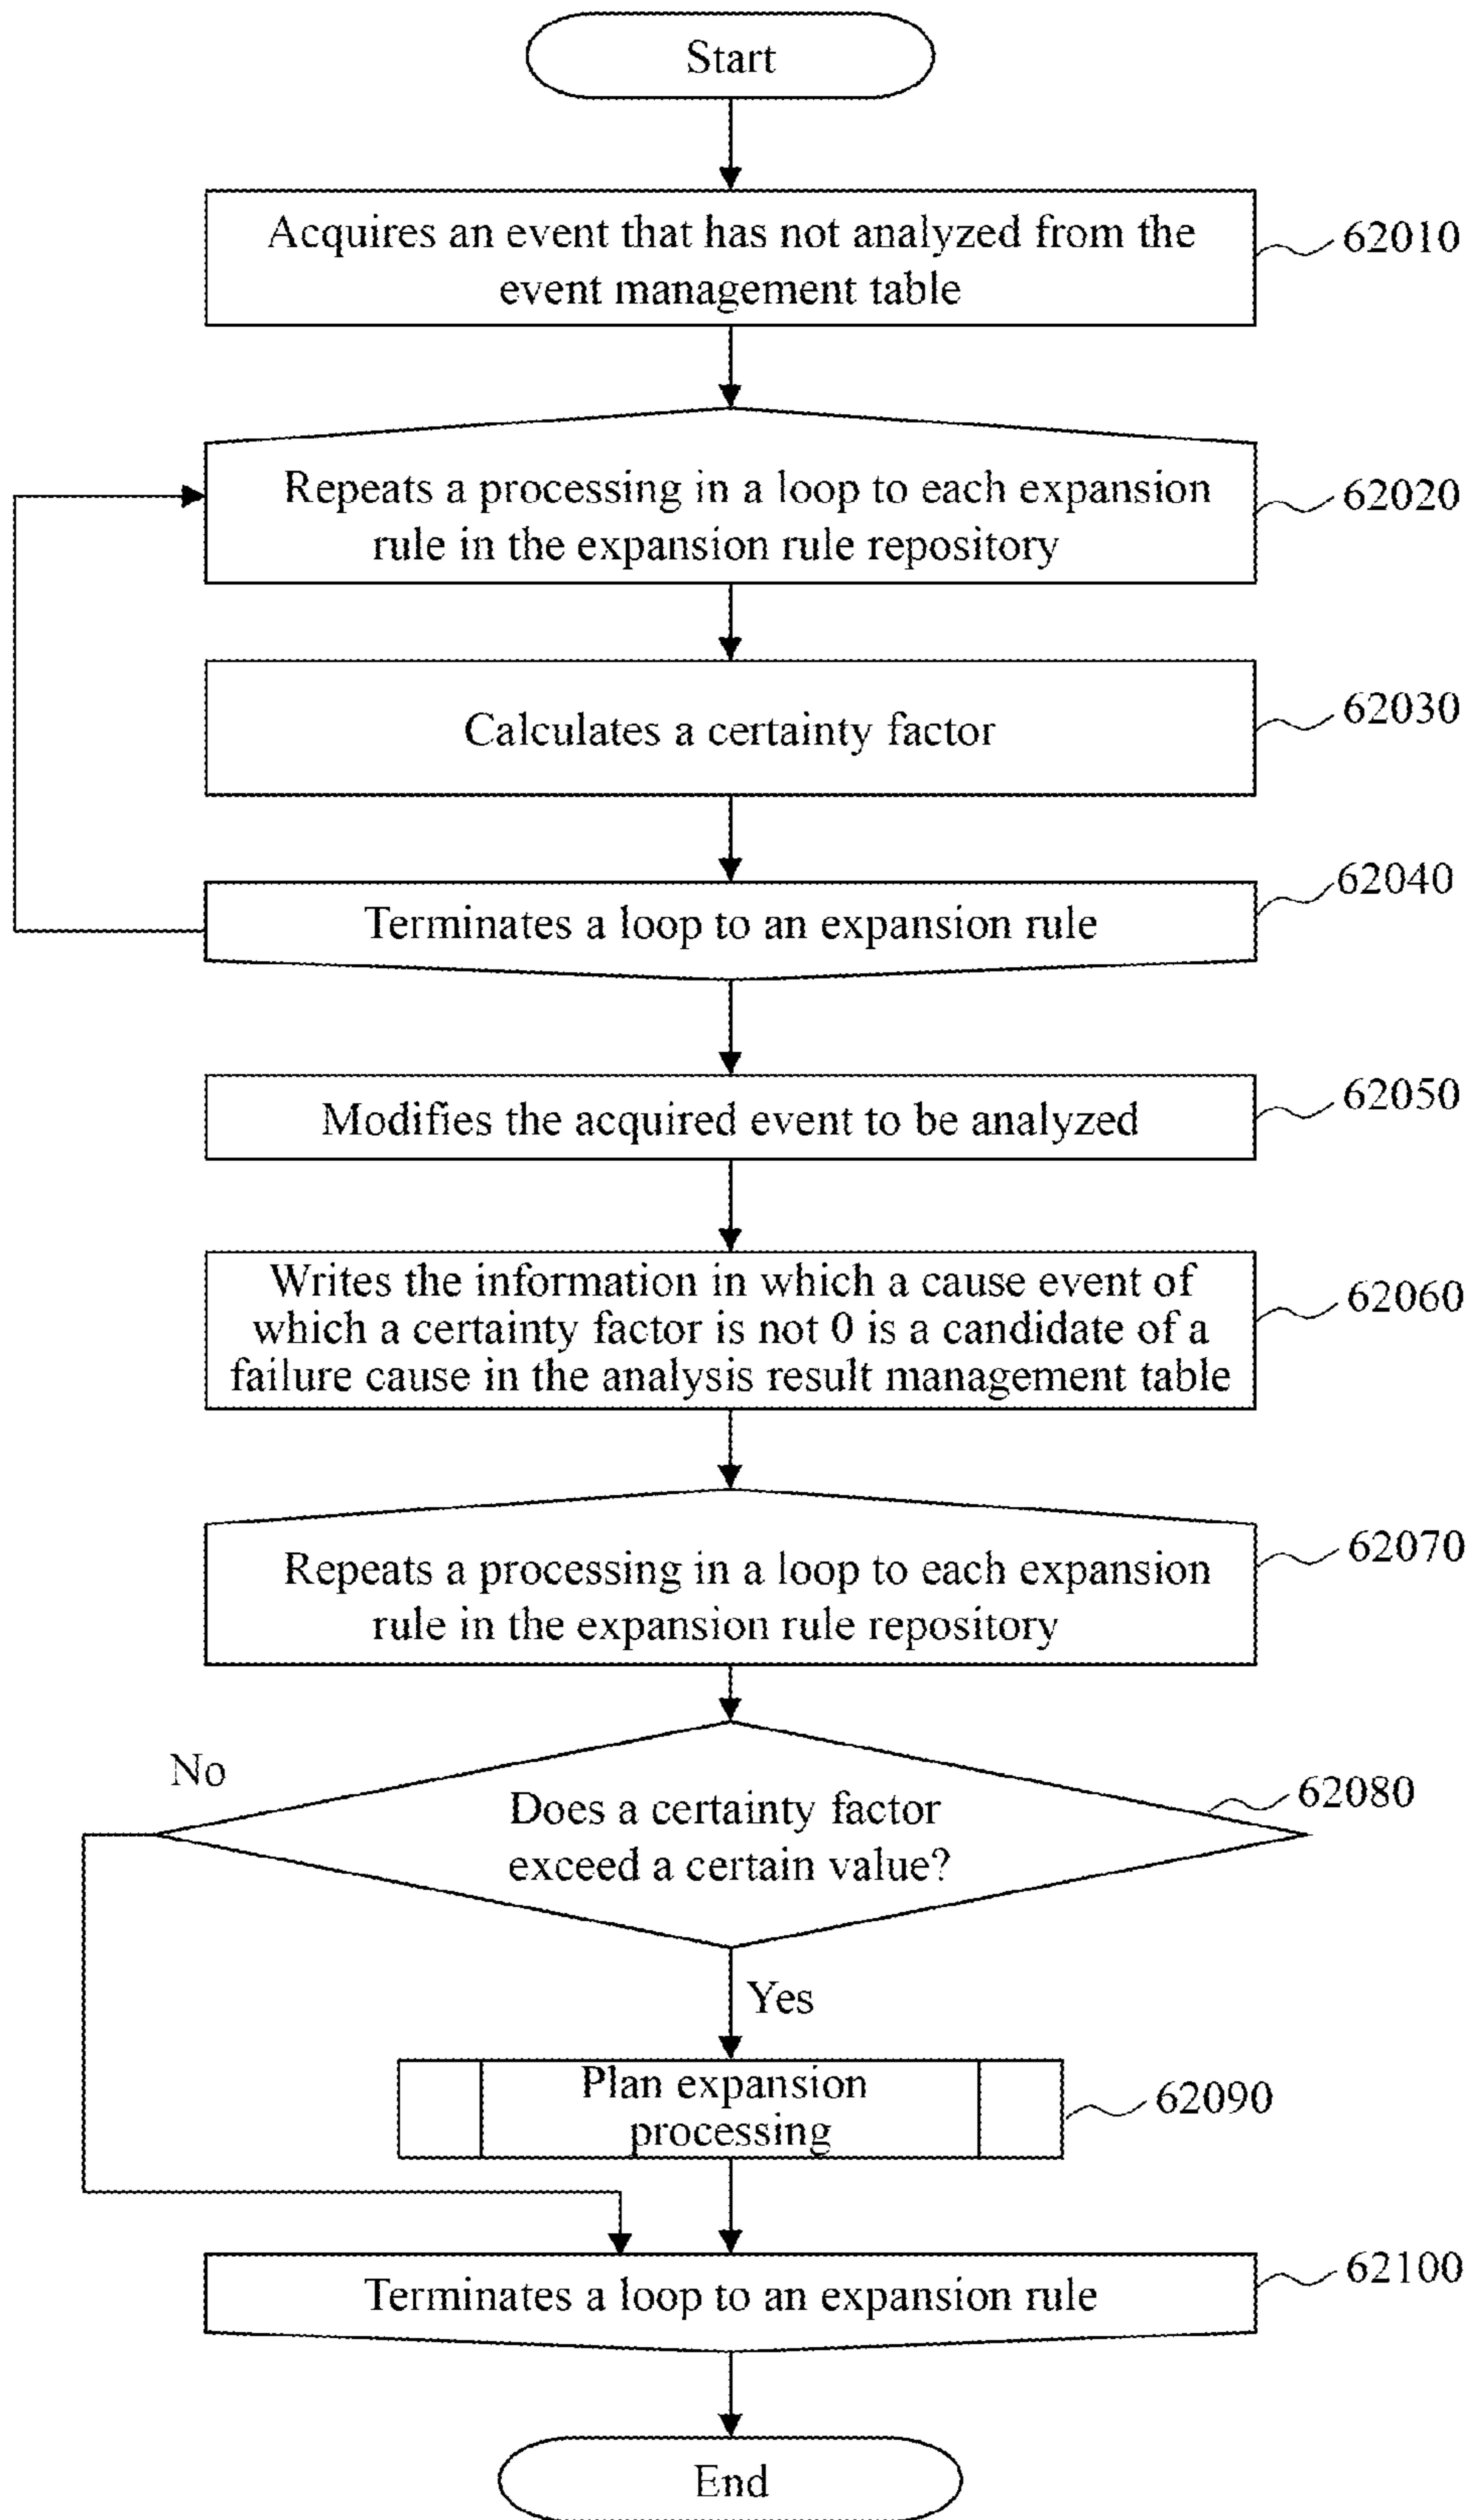 Start
Acquires an event that has not analyzed from the
event management table
62010
Repeats a processing in a loop to each expansion
rule in the expansion rule repository
62020
Calculates a certainty factor
62030
Terminates a loop to an expansion rule
62040
Modifies the acquired event to be analyzed
62050
Writes the information in which a cause event of
which a certainty factor is not 0 is a candidate of a
failure cause in the analysis result management table
62060
Repeats a processing in a loop to each expansion
rule in the expansion rule repository
62070
No
Does a certainty factor
exceed a certain value?
62080
Yes
Plan expansion
processing
62090
Terminates a loop to an expansion rule
62100
End